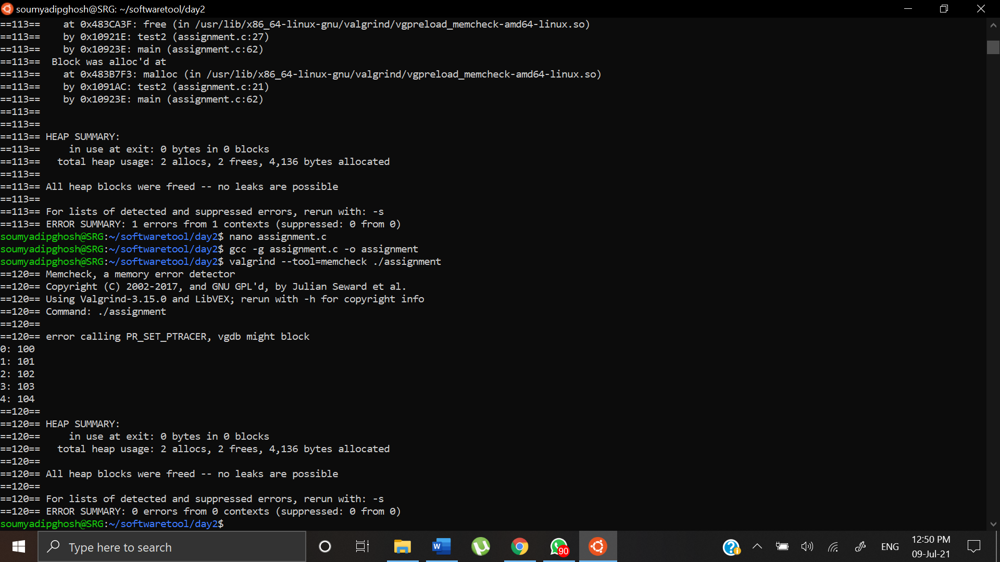 soumyadipghosh@SRG: ~/softwaretool/day2
==113==    at 0x483CA3F: free (in /usr/lib/x86_64-linux-gnu/valgrind/vgpreload_memcheck-amd64-linux.so)
==113==    by 0x10921E: test2 (assignment.c:27)
==113==    by 0x10923E: main (assignment.c:62)
==113==  Block was alloc'd at
==113==    at 0x483B7F3: malloc (in /usr/lib/x86_64-linux-gnu/valgrind/vgpreload_memcheck-amd64-linux.so)
==113==    by 0x1091AC: test2 (assignment.c:21)
==113==    by 0x10923E: main (assignment.c:62)
==113==
==113==
==113== HEAP SUMMARY:
==113==     in use at exit: 0 bytes in 0 blocks
==113==   total heap usage: 2 allocs, 2 frees, 4,136 bytes allocated
==113==
==113== All heap blocks were freed -- no leaks are possible
==113==
==113== For lists of detected and suppressed errors, rerun with: -s
==113== ERROR SUMMARY: 1 errors from 1 contexts (suppressed: 0 from 0)
soumyadipghosh@SRG:~/softwaretool/day2$ nano assignment.c
soumyadipghosh@SRG:~/softwaretool/day2$ gcc -g assignment.c -o assignment
soumyadipghosh@SRG:~/softwaretool/day2$ valgrind --tool=memcheck ./assignment
==120== Memcheck, a memory error detector
==120== Copyright (C) 2002-2017, and GNU GPL'd, by Julian Seward et al.
==120== Using Valgrind-3.15.0 and LibVEX; rerun with -h for copyright info
==120== Command: ./assignment
==120==
==120== error calling PR_SET_PTRACER, vgdb might block
0: 100
1: 101
2: 102
3: 103
4: 104
==120==
==120== HEAP SUMMARY:
==120==     in use at exit: 0 bytes in 0 blocks
==120==   total heap usage: 2 allocs, 2 frees, 4,136 bytes allocated
==120==
==120== All heap blocks were freed -- no leaks are possible
==120==
==120== For lists of detected and suppressed errors, rerun with: -s
==120== ERROR SUMMARY: 0 errors from 0 contexts (suppressed: 0 from 0)
soumyadipghosh@SRG:~/softwaretool/day2$
Type here to search
W
90
ENG
12:50 PM
09-Jul-21